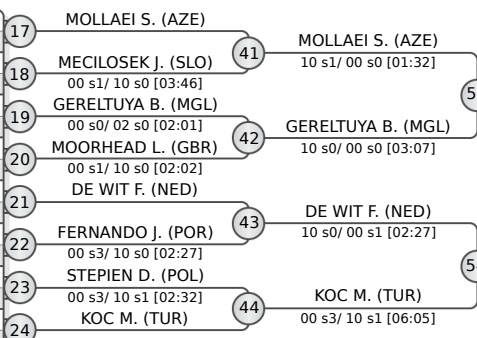 17
MOLLAEI S. (AZE)
18
MECILOSEK J. (SLO)
00 s1/ 10 s0 [03:46]
19
GERELTUYA B. (MGL)
00 s0/ 02 s0 [02:01]
20
MOORHEAD L. (GBR)
00 s1/ 10 s0 [02:02]
21
DE WIT F. (NED)
22
FERNANDO J. (POR)
00 s3/ 10 s0 [02:27]
23
STEPIEN D. (POL)
00 s3/ 10 s1 [02:32]
24
KOC M. (TUR)
41
MOLLAEI S. (AZE)
10 s1/ 00 s0 [01:32]
42
GERELTUYA B. (MGL)
10 s0/ 00 s0 [03:07]
43
DE WIT F. (NED)
10 s0/ 00 s1 [02:27]
44
KOC M. (TUR)
00 s3/ 10 s1 [06:05]